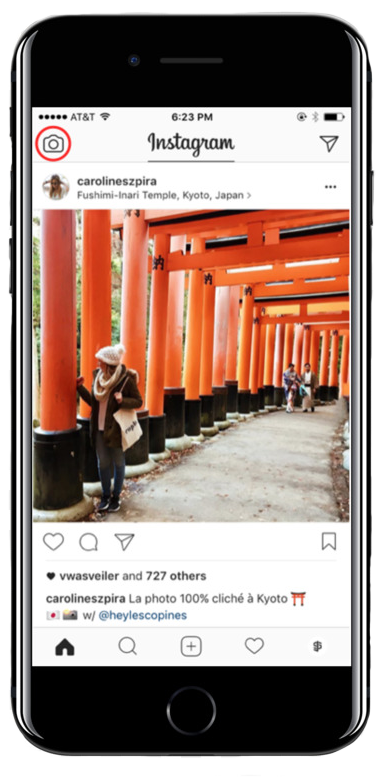 AT&T 6:23 PM
Instagram
carolineszpira
Fushimi-Inari Temple, Kyoto, Japan >
...
vwasveiler and 727 others
carolineszpira La photo 100% cliché à Kyoto ⛩️
🇯🇵 📸 w/ @heylescopines